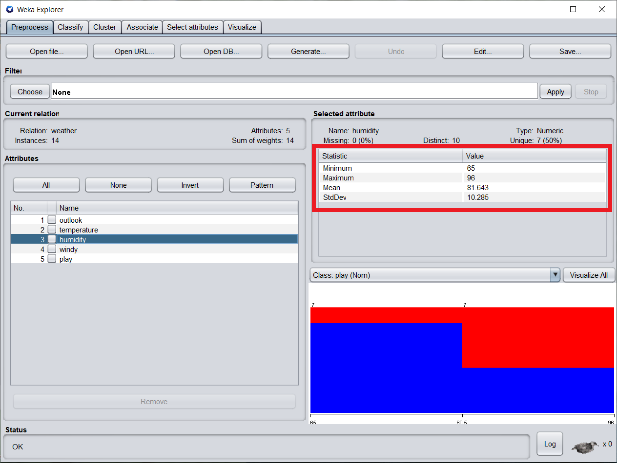 Weka Explorer
Preprocess Classify Cluster Associate Select attributes Visualize
Open file... Open URL... Open DB... Generate... Undo Edit... Save...
Filter
Choose None Apply Stop
Current relation
Relation: weather Attributes: 5
Instances: 14 Sum of weights: 14
Selected attribute
Name: humidity Type: Numeric
Missing: 0 (0%) Distinct: 10 Unique: 7 (50%)
Statistic Value
Minimum 65
Maximum 96
Mean 81.643
StdDev 10.285
Attributes
All None Invert Pattern
No. Name
1 outlook
2 temperature
3 humidity
4 windy
5 play
Remove
Class: play (Nom) Visualize All
7 7
Status
OK
Log x 0